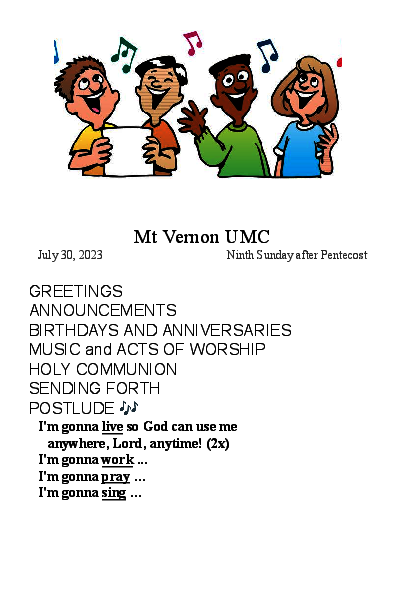 Mt Vernon UMC
July 30, 2023 Ninth Sunday after Pentecost
GREETINGS
ANNOUNCEMENTS
BIRTHDAYS AND ANNIVERSARIES
MUSIC and ACTS OF WORSHIP
HOLY COMMUNION
SENDING FORTH
POSTLUDE 🎶
I'm gonna live so God can use me
anywhere, Lord, anytime! (2x)
I'm gonna work ...
I'm gonna pray ...
I'm gonna sing ...